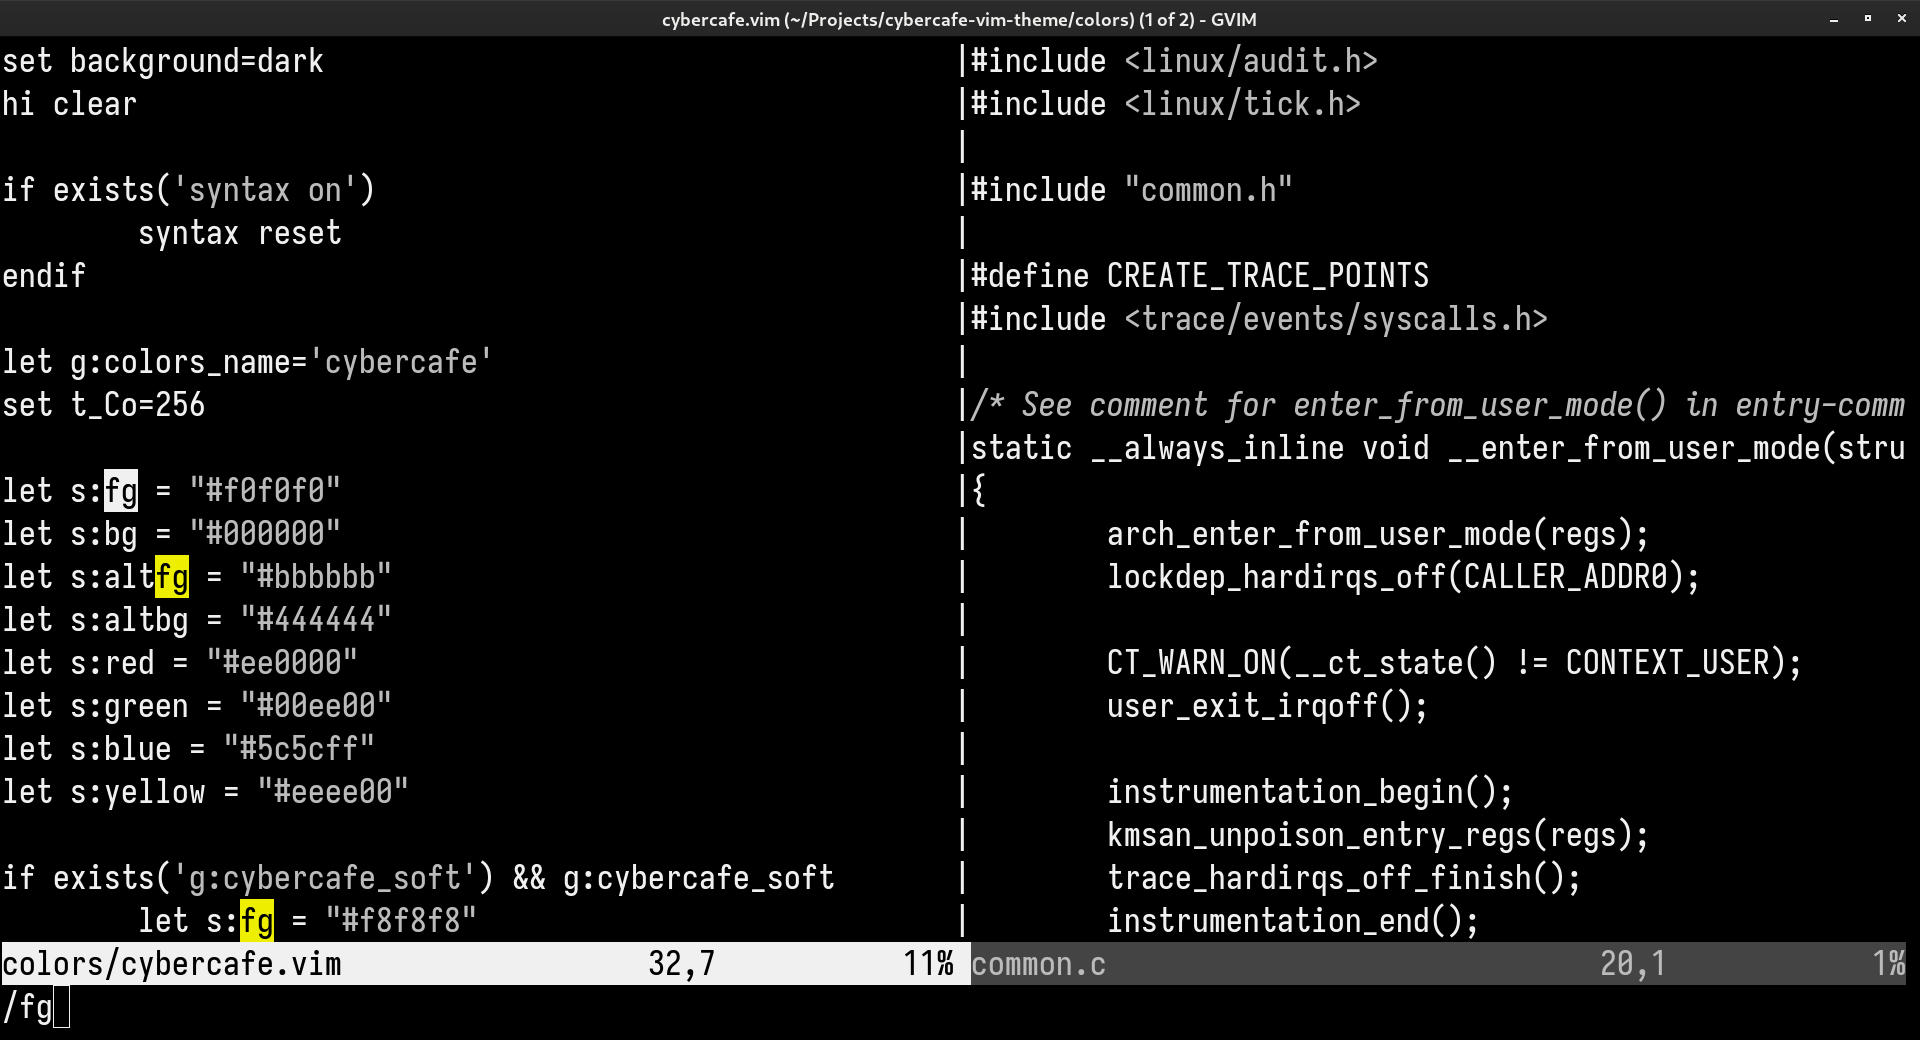 cybercafe.vim (~/Projects/cybercafe-vim-theme/colors) (1 of 2) - GVIM
set background=dark
hi clear

if exists('syntax on')
        syntax reset
endif

let g:colors_name='cybercafe'
set t_Co=256

let s:fg = "#f0f0f0"
let s:bg = "#000000"
let s:altfg = "#bbbbbb"
let s:altbg = "#444444"
let s:red = "#ee0000"
let s:green = "#00ee00"
let s:blue = "#5c5cff"
let s:yellow = "#eeee00"

if exists('g:cybercafe_soft') && g:cybercafe_soft
        let s:fg = "#f8f8f8"
colors/cybercafe.vim 32,7 11%
#include <linux/audit.h>
#include <linux/tick.h>

#include "common.h"

#define CREATE_TRACE_POINTS
#include <trace/events/syscalls.h>

/* See comment for enter_from_user_mode() in entry-comm
static __always_inline void __enter_from_user_mode(stru
{
        arch_enter_from_user_mode(regs);
        lockdep_hardirqs_off(CALLER_ADDR0);

        CT_WARN_ON(__ct_state() != CONTEXT_USER);
        user_exit_irqoff();

        instrumentation_begin();
        kmsan_unpoison_entry_regs(regs);
        trace_hardirqs_off_finish();
        instrumentation_end();
common.c 20,1 1%
/fg